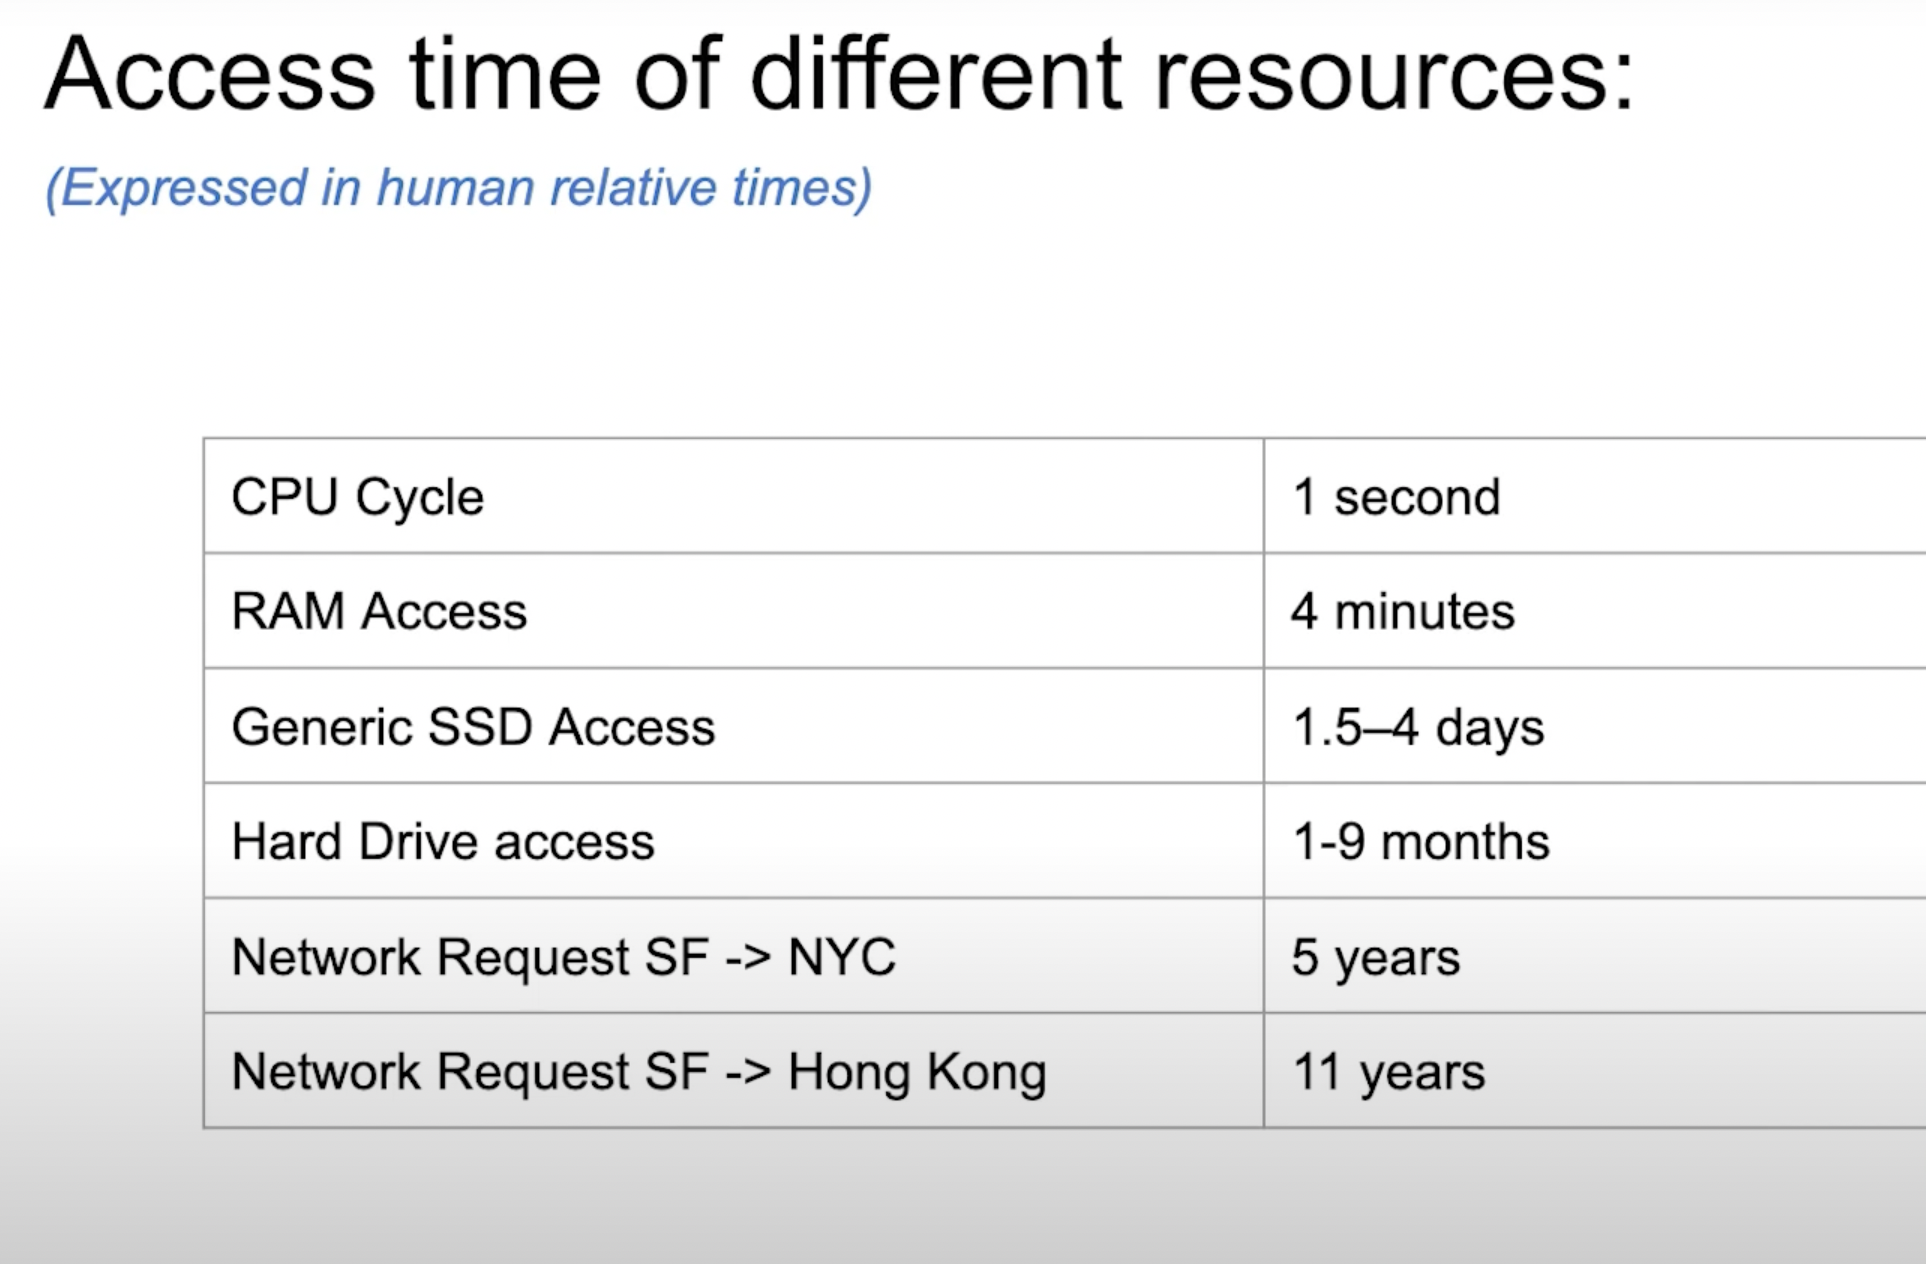 Access time of different resources:
(Expressed in human relative times)
CPU Cycle 1 second
RAM Access 4 minutes
Generic SSD Access 1.5–4 days
Hard Drive access 1-9 months
Network Request SF -> NYC 5 years
Network Request SF -> Hong Kong 11 years